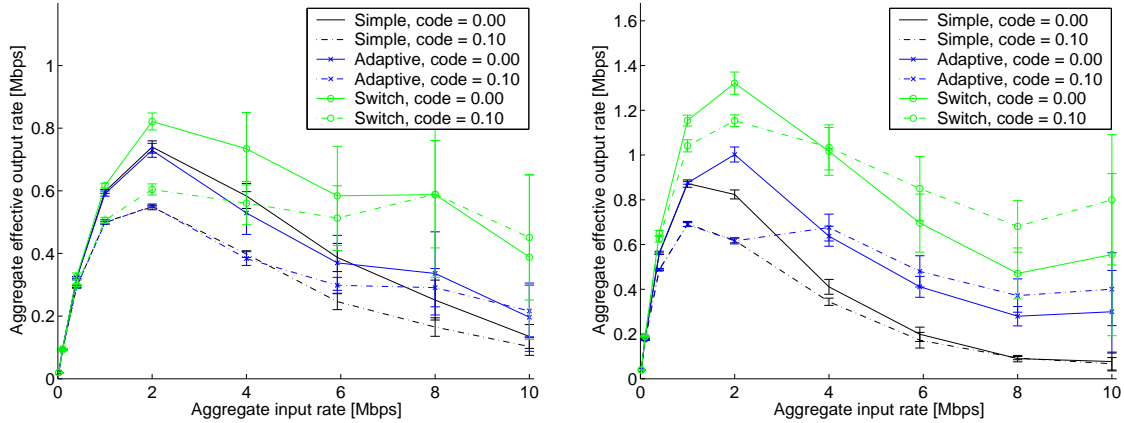 Simple, code = 0.00
Simple, code = 0.10
Adaptive, code = 0.00
Adaptive, code = 0.10
Switch, code = 0.00
Switch, code = 0.10
Aggregate effective output rate [Mbps]
1
0.8
0.6
0.4
0.2
0
0 2 4 6 8 10
Aggregate input rate [Mbps]
Simple, code = 0.00
Simple, code = 0.10
Adaptive, code = 0.00
Adaptive, code = 0.10
Switch, code = 0.00
Switch, code = 0.10
Aggregate effective output rate [Mbps]
1.6
1.4
1.2
1
0.8
0.6
0.4
0.2
0
0 2 4 6 8 10
Aggregate input rate [Mbps]